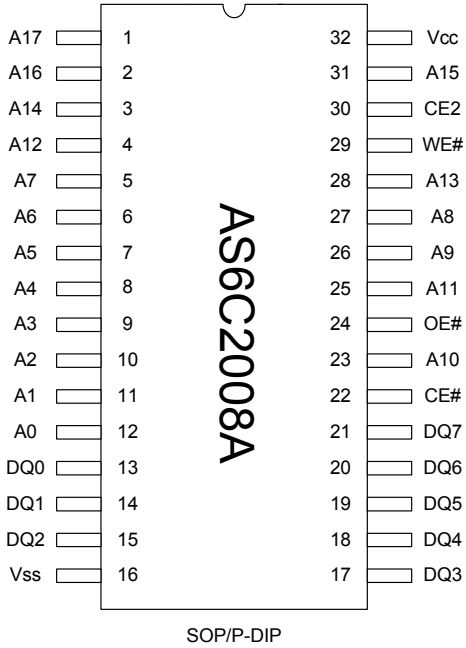 A17 1 32 Vcc
A16 2 31 A15
A14 3 30 CE2
A12 4 29 WE#
A7 5 28 A13
A6 6 27 A8
A5 7 26 A9
A4 8 25 A11
A3 9 24 OE#
A2 10 23 A10
A1 11 22 CE#
A0 12 21 DQ7
DQ0 13 20 DQ6
DQ1 14 19 DQ5
DQ2 15 18 DQ4
Vss 16 17 DQ3
AS6C2008A
SOP/P-DIP